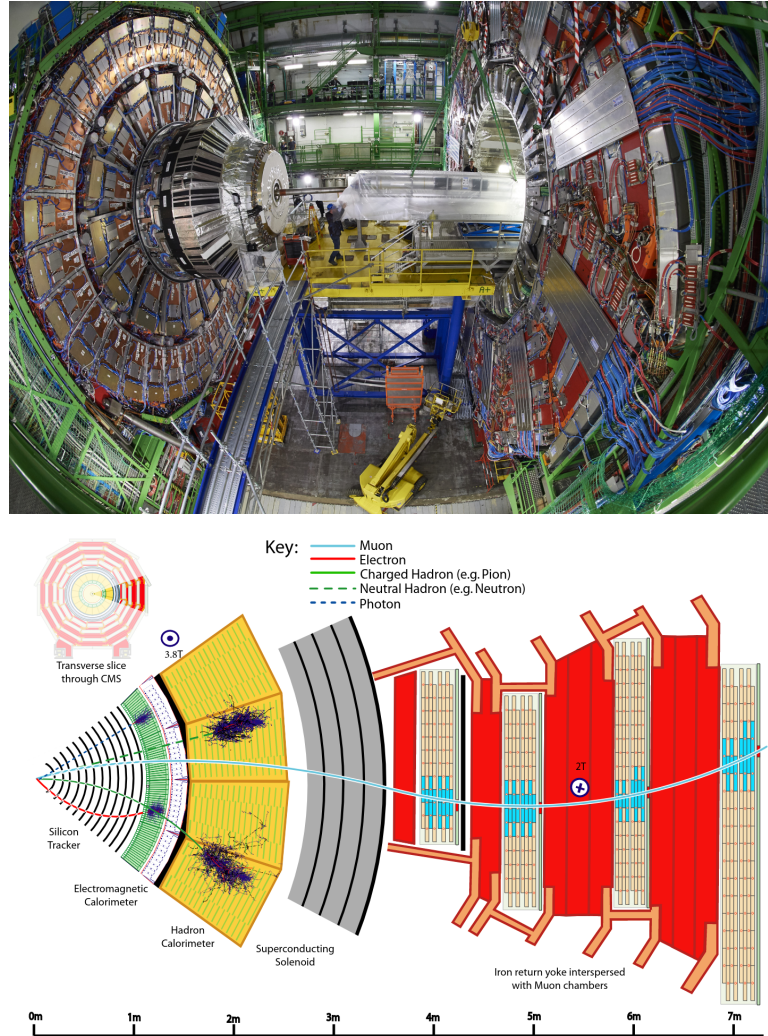 A+
Key:
Muon
Electron
Charged Hadron (e.g. Pion)
Neutral Hadron (e.g. Neutron)
Photon
Transverse slice
through CMS
3.8T
2T
Silicon
Tracker
Electromagnetic
Calorimeter
Hadron
Calorimeter
Superconducting
Solenoid
Iron return yoke interspersed
with Muon chambers
0m 1m 2m 3m 4m 5m 6m 7m